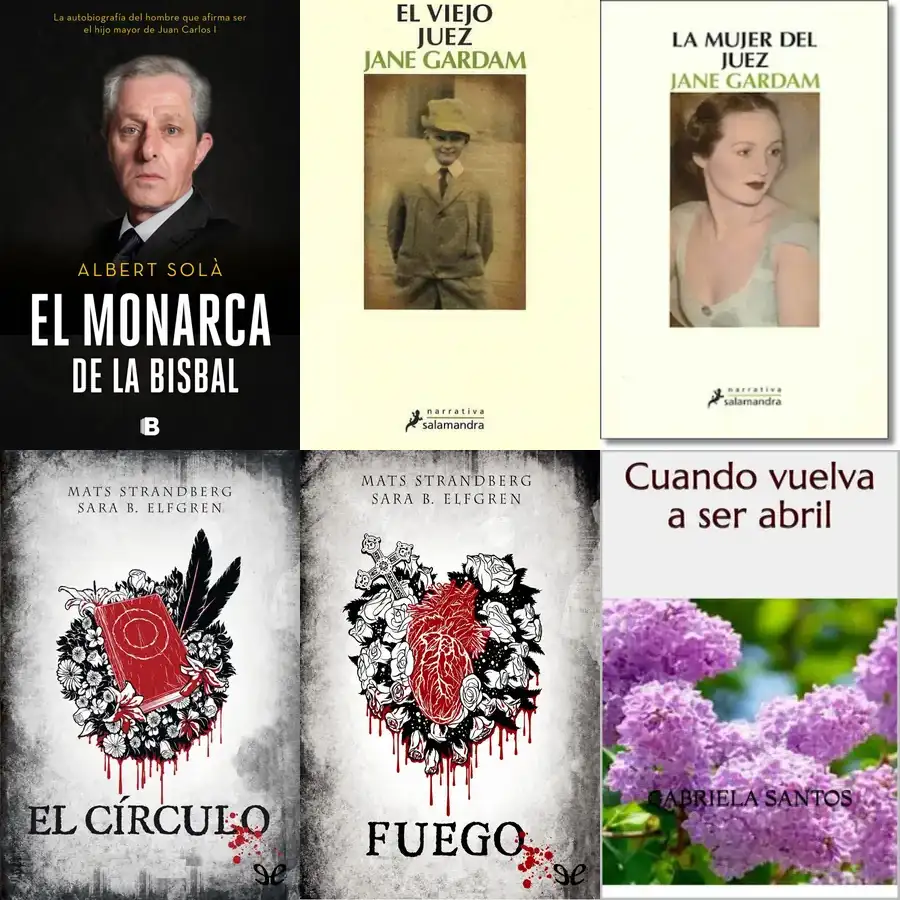 La autobiografía del hombre que afirma ser
el hijo mayor de Juan Carlos I
ALBERT SOLÀ
EL MONARCA
DE LA BISBAL
B
EL VIEJO
JUEZ
JANE GARDAM
narrativa
salamandra
LA MUJER DEL
JUEZ
JANE GARDAM
narrativa
salamandra
MATS STRANDBERG
SARA B. ELFGREN
EL CÍRCULO
MATS STRANDBERG
SARA B. ELFGREN
FUEGO
Cuando vuelva
a ser abril
GABRIELA SANTOS